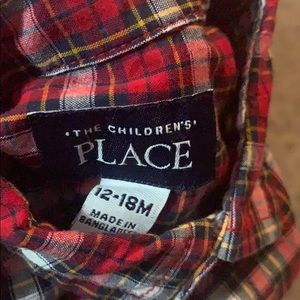 THE CHILDREN'S
PLACE
12-18M
MADE IN